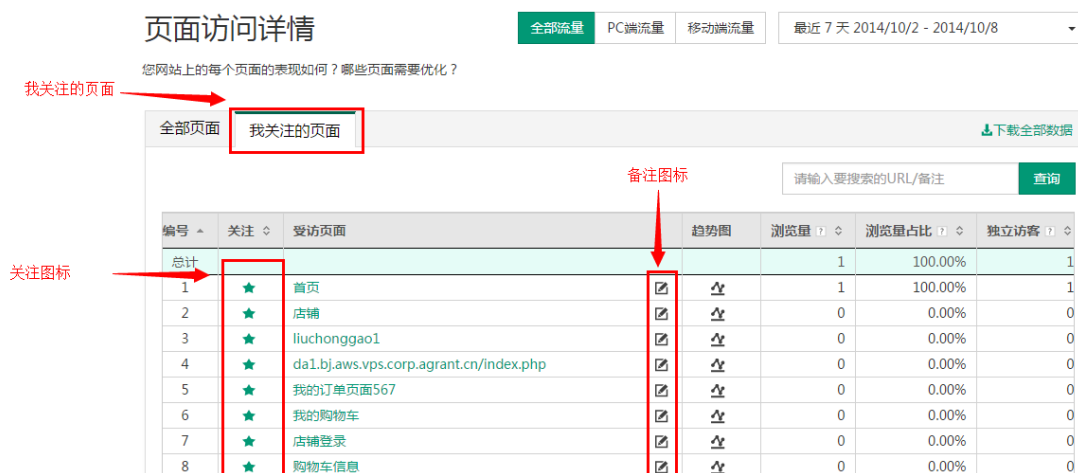 页面访问详情
全部流量 PC端流量 移动端流量 最近 7 天 2014/10/2 - 2014/10/8
您网站上的每个页面的表现如何？哪些页面需要优化？
我关注的页面
全部页面 我关注的页面 下载全部数据
备注图标
请输入要搜索的URL/备注 查询
编号 关注 受访页面 趋势图 浏览量 ? 浏览量占比 ? 独立访客 ?
总计 1 100.00% 1
关注图标
1 首页 1 100.00% 1
2 店铺 0 0.00% 0
3 liuchonggao1 0 0.00% 0
4 da1.bj.aws.vps.corp.agrant.cn/index.php 0 0.00% 0
5 我的订单页面567 0 0.00% 0
6 我的购物车 0 0.00% 0
7 店铺登录 0 0.00% 0
8 购物车信息 0 0.00% 0